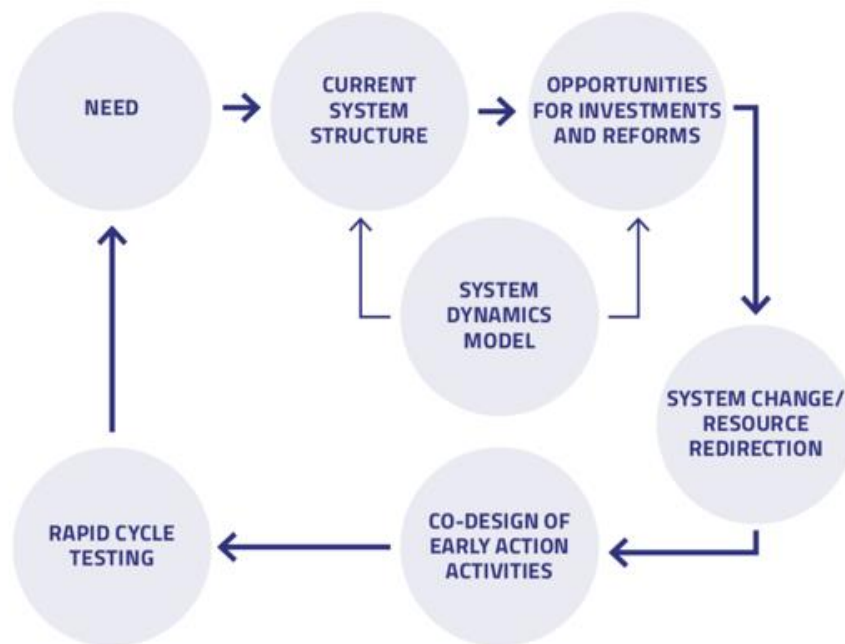 NEED
CURRENT
SYSTEM
STRUCTURE
OPPORTUNITIES
FOR INVESTMENTS
AND REFORMS
SYSTEM
DYNAMICS
MODEL
SYSTEM CHANGE/
RESOURCE
REDIRECTION
CO-DESIGN OF
EARLY ACTION
ACTIVITIES
RAPID CYCLE
TESTING